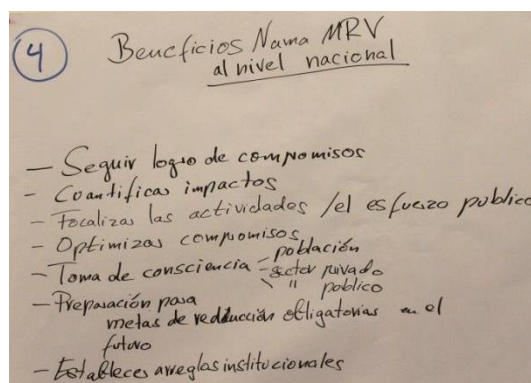 4
Beneficios Nama MRV
al nivel nacional
- Seguir logro de compromisos
- Cuantificar impactos
- Focalizar las actividades / el esfuerzo publico
- Optimizar compromisos
- Toma de consciencia - población
- sector privado
\ " publico
- Preparación para
metas de reducción obligatorias en el
futuro
- Establecer arreglos institucionales